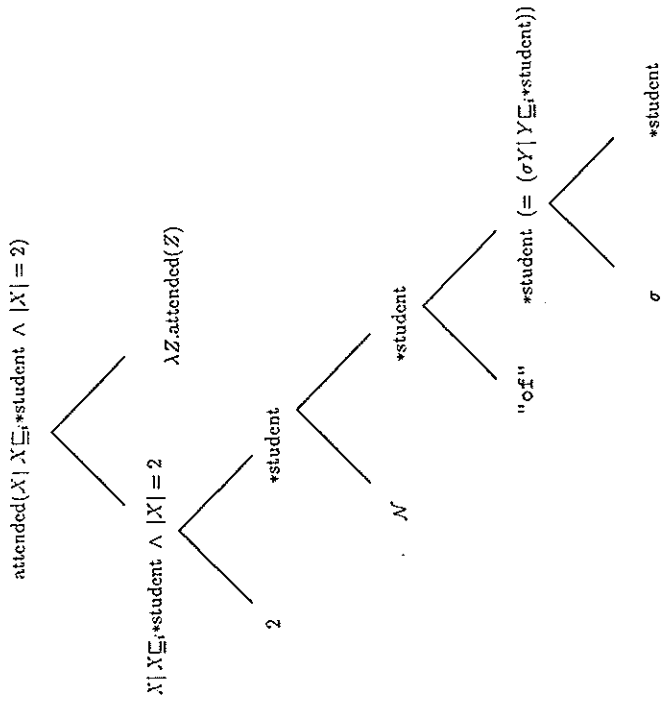 attended(X| X⊑ᵢ*student ∧ |X| = 2)
X| X⊑ᵢ*student ∧ |X| = 2
λZ.attended(Z)
2
*student
𝒩
*student
"of"
*student (= (σY| Y⊑ᵢ*student))
σ
*student